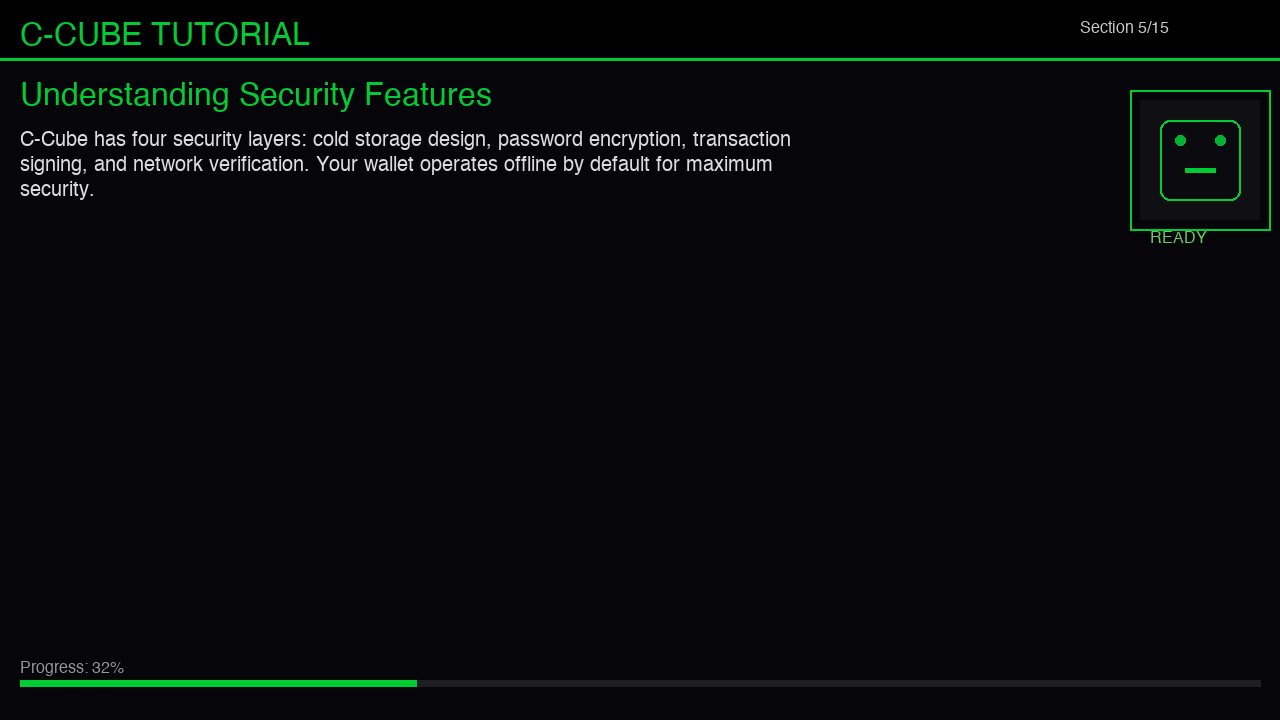 C-CUBE TUTORIAL
Section 5/15
Understanding Security Features
C-Cube has four security layers: cold storage design, password encryption, transaction
signing, and network verification. Your wallet operates offline by default for maximum
security.
READY
Progress: 32%